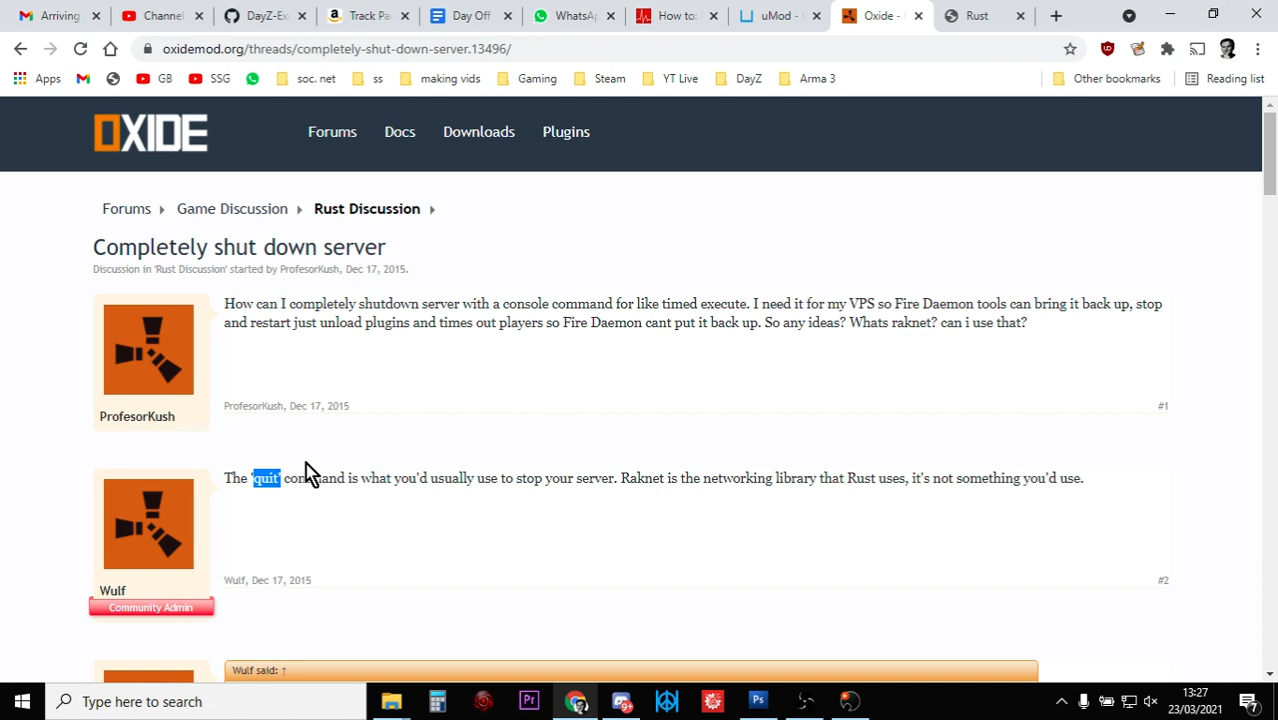 Arriving
Channel
DayZ-Ex
Track Pa
Day Off
WhatsA
How to:
uMod -
Oxide -
Rust
oxidemod.org/threads/completely-shut-down-server.13496/
Apps
GB
SSG
soc. net
ss
making vids
Gaming
Steam
YT Live
DayZ
Arma 3
Other bookmarks
Reading list
OXIDE
Forums
Docs
Downloads
Plugins
Forums
Game Discussion
Rust Discussion
Completely shut down server
Discussion in 'Rust Discussion' started by ProfesorKush, Dec 17, 2015.
How can I completely shutdown server with a console command for like timed execute. I need it for my VPS so Fire Daemon tools can bring it back up, stop
and restart just unload plugins and times out players so Fire Daemon cant put it back up. So any ideas? Whats raknet? can i use that?
ProfesorKush
ProfesorKush, Dec 17, 2015
#1
The 'quit' command is what you'd usually use to stop your server. Raknet is the networking library that Rust uses, it's not something you'd use.
Wulf
Community Admin
Wulf, Dec 17, 2015
#2
Wulf said: ↑
Type here to search
Pr
9+
Ps
13:27
23/03/2021
7